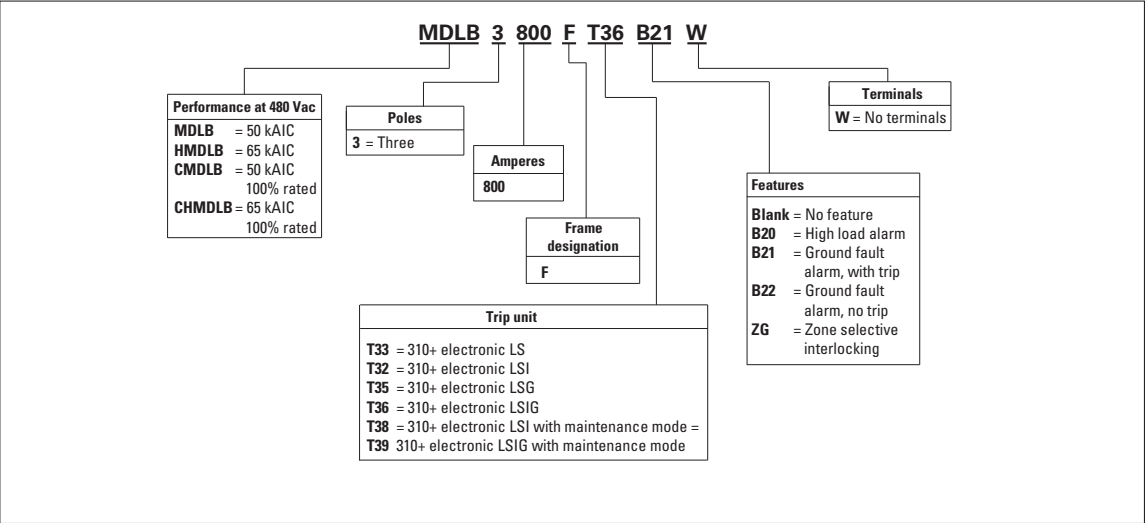 MDLB 3 800 F T36 B21 W
Performance at 480 Vac
MDLB = 50 kAIC
HMDLB = 65 kAIC
CMDLB = 50 kAIC
100% rated
CHMDLB = 65 kAIC
100% rated
Poles
3 = Three
Amperes
800
Frame
designation
F
Trip unit
T33 = 310+ electronic LS
T32 = 310+ electronic LSI
T35 = 310+ electronic LSG
T36 = 310+ electronic LSIG
T38 = 310+ electronic LSI with maintenance mode =
T39 310+ electronic LSIG with maintenance mode
Features
Blank = No feature
B20 = High load alarm
B21 = Ground fault
alarm, with trip
B22 = Ground fault
alarm, no trip
ZG = Zone selective
interlocking
Terminals
W = No terminals